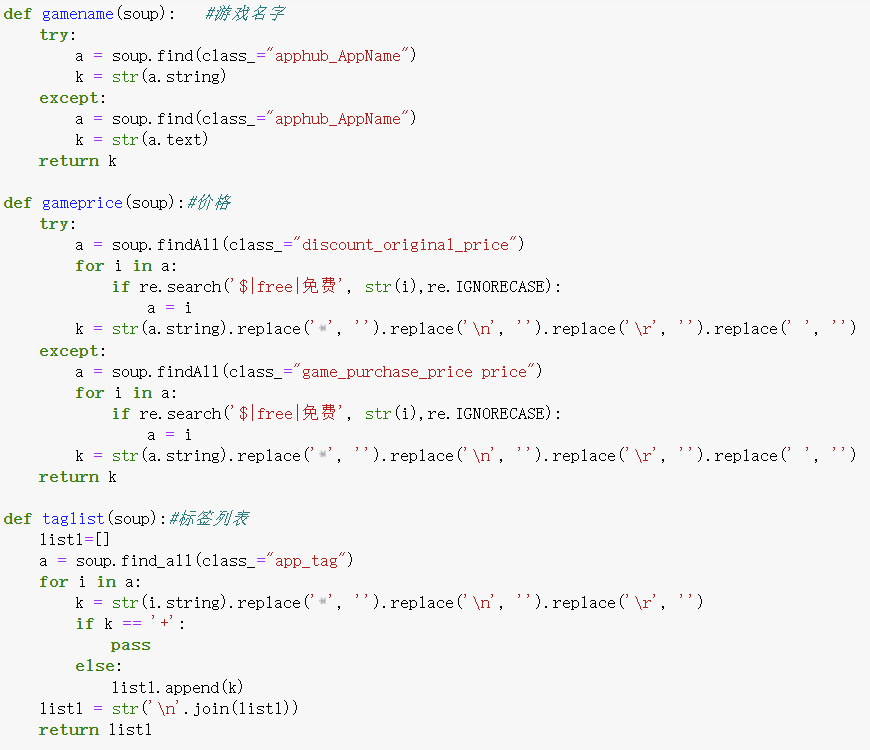 def gamename(soup):   #游戏名字
    try:
        a = soup.find(class_="apphub_AppName")
        k = str(a.string)
    except:
        a = soup.find(class_="apphub_AppName")
        k = str(a.text)
    return k

def gameprice(soup):#价格
    try:
        a = soup.findAll(class_="discount_original_price")
        for i in a:
            if re.search('$|free|免费', str(i),re.IGNORECASE):
                a = i
        k = str(a.string).replace('	', '').replace('\n', '').replace('\r', '').replace(' ', '')
    except:
        a = soup.findAll(class_="game_purchase_price price")
        for i in a:
            if re.search('$|free|免费', str(i),re.IGNORECASE):
                a = i
        k = str(a.string).replace('	', '').replace('\n', '').replace('\r', '').replace(' ', '')
    return k

def taglist(soup):#标签列表
    list1=[]
    a = soup.find_all(class_="app_tag")
    for i in a:
        k = str(i.string).replace('	', '').replace('\n', '').replace('\r', '')
        if k == '+':
            pass
        else:
            list1.append(k)
    list1 = str('\n'.join(list1))
    return list1